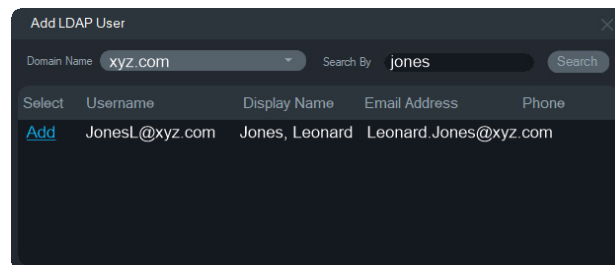 Add LDAP User
Domain Name xyz.com Search By jones Search
Select Username Display Name Email Address Phone
Add JonesL@xyz.com Jones, Leonard Leonard.Jones@xyz.com